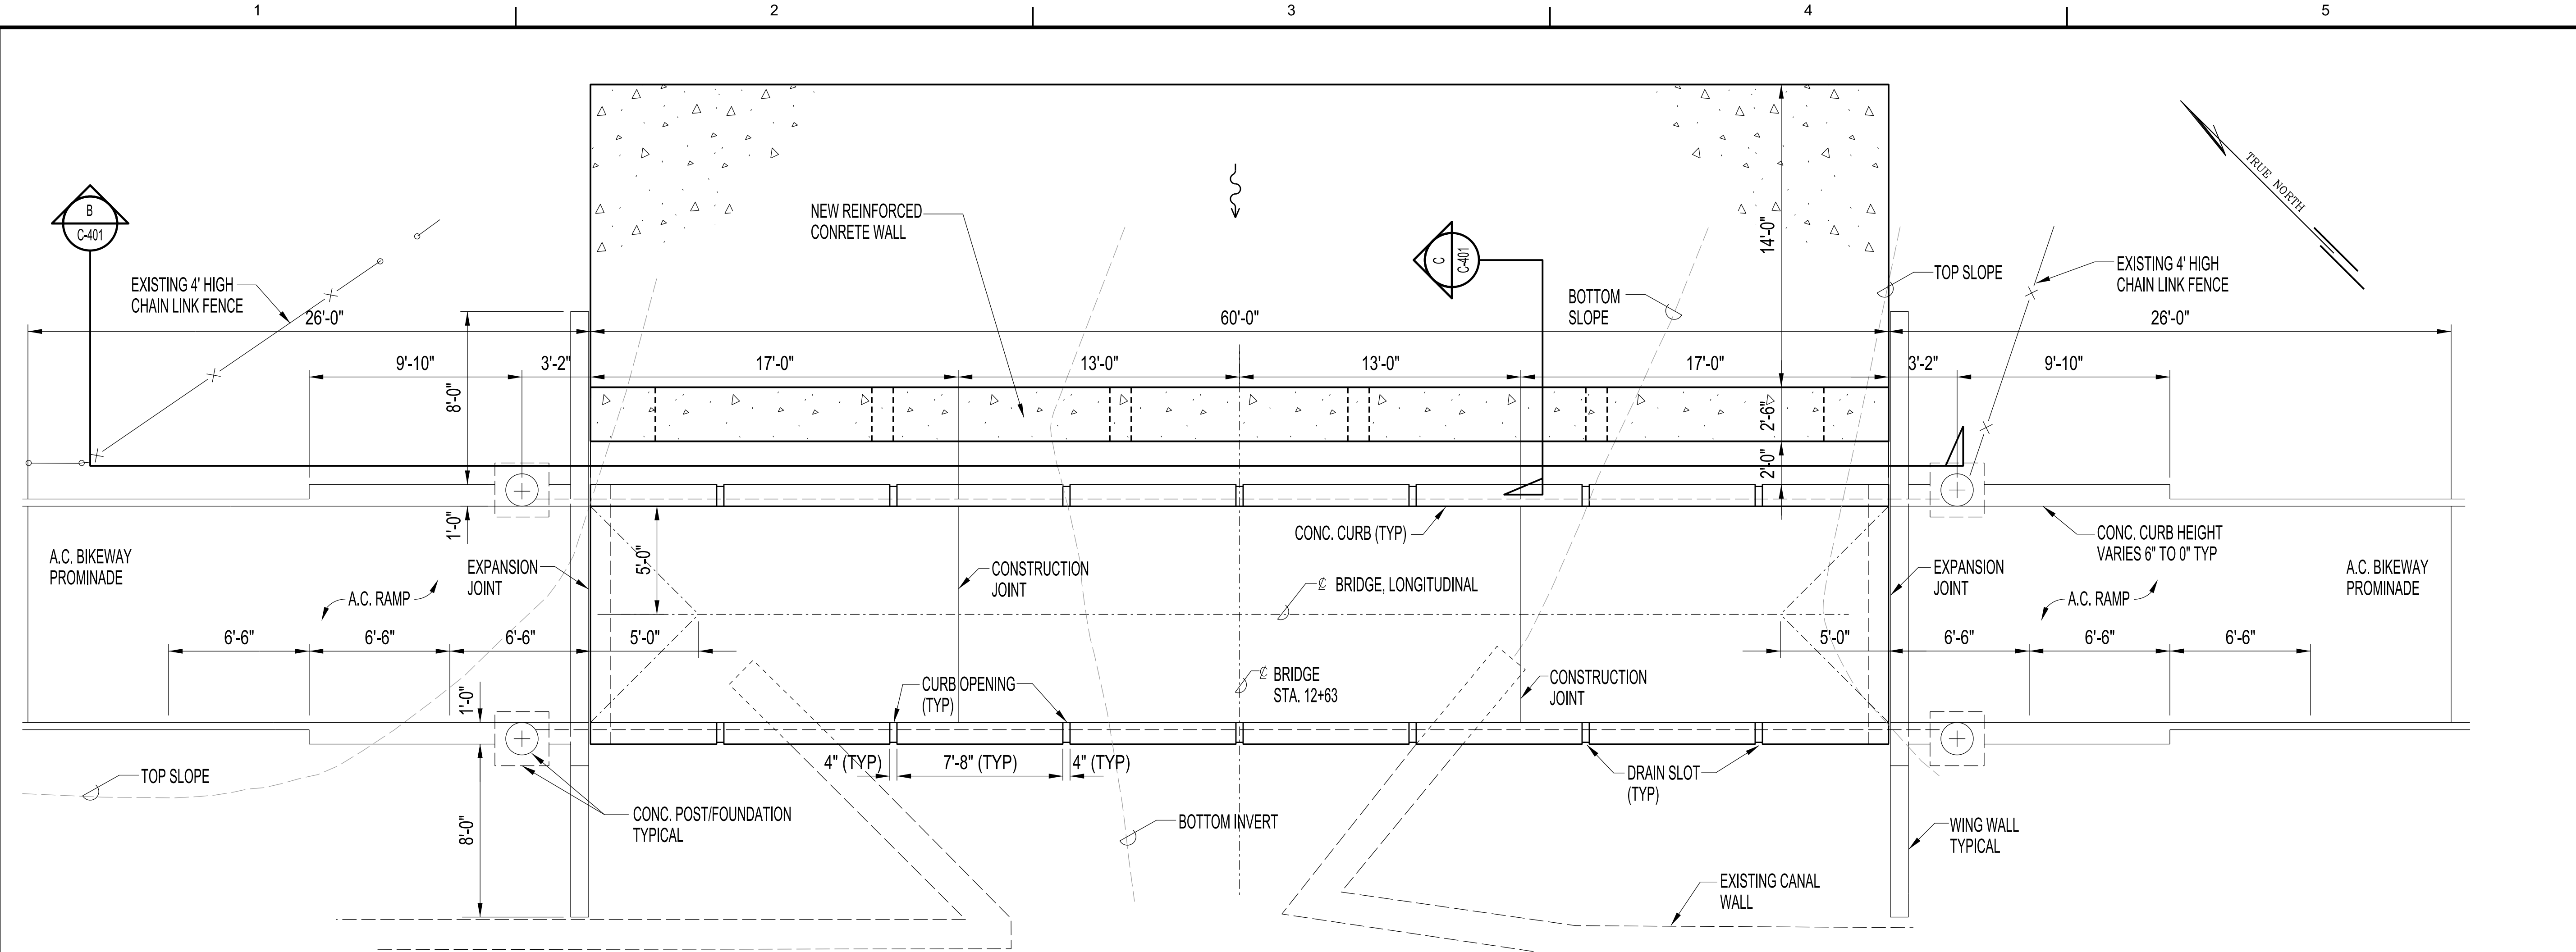 1
2
3
4
5
B
C-401
NEW REINFORCED
CONRETE WALL
C
C-401
14'-0"
TRUE NORTH
EXISTING 4' HIGH
CHAIN LINK FENCE
BOTTOM
SLOPE
TOP SLOPE
EXISTING 4' HIGH
CHAIN LINK FENCE
26'-0"
60'-0"
26'-0"
9'-10"
3'-2"
17'-0"
13'-0"
13'-0"
17'-0"
3'-2"
9'-10"
8'-0"
2'-6"
2'-0"
1'-0"
A.C. BIKEWAY
PROMINADE
EXPANSION
JOINT
5'-0"
CONC. CURB (TYP)
CONSTRUCTION
JOINT
℄ BRIDGE, LONGITUDINAL
CONC. CURB HEIGHT
VARIES 6" TO 0" TYP
EXPANSION
JOINT
A.C. BIKEWAY
PROMINADE
A.C. RAMP
A.C. RAMP
6'-6"
6'-6"
6'-6"
5'-0"
5'-0"
6'-6"
6'-6"
6'-6"
1'-0"
CURB OPENING
(TYP)
℄ BRIDGE
STA. 12+63
CONSTRUCTION
JOINT
TOP SLOPE
4" (TYP)
7'-8" (TYP)
4" (TYP)
DRAIN SLOT
(TYP)
8'-0"
CONC. POST/FOUNDATION
TYPICAL
BOTTOM INVERT
WING WALL
TYPICAL
EXISTING CANAL
WALL